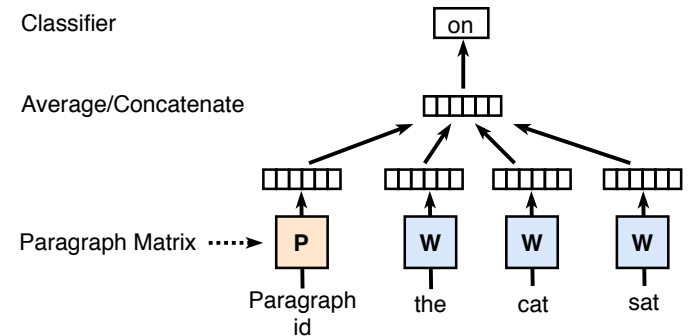 Classifier
on
Average/Concatenate
Paragraph Matrix
P
W
W
W
Paragraph
id
the
cat
sat